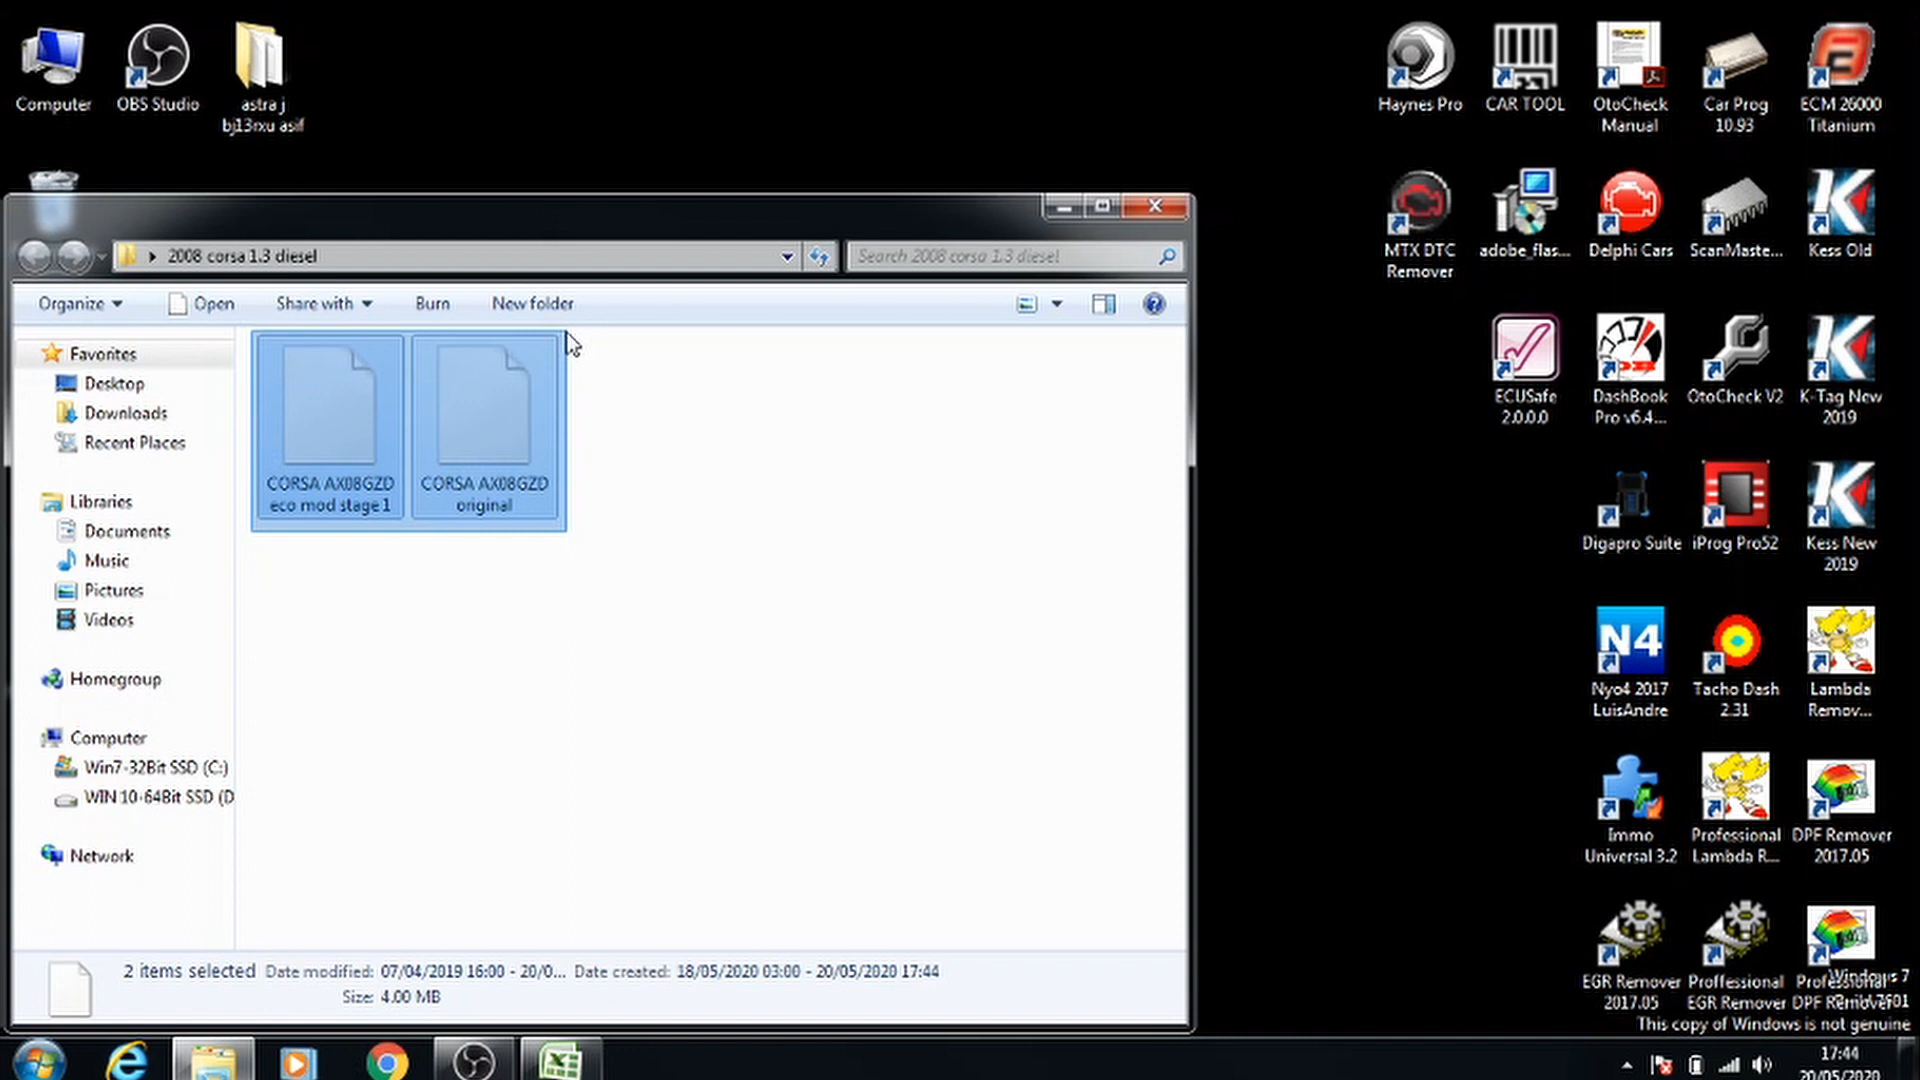 Computer
OBS Studio
astra j
bj13rxu asif
Haynes Pro
CAR TOOL
OtoCheck
Manual
Car Prog
10.93
ECM 26000
Titanium
MTX DTC
Remover
adobe_flas...
Delphi Cars
ScanMaste...
Kess Old
2008 corsa 1.3 diesel
Search 2008 corsa 1.3 diesel
Organize
Open
Share with
Burn
New folder
Favorites
Desktop
Downloads
Recent Places
Libraries
Documents
Music
Pictures
Videos
Homegroup
Computer
Win7-32Bit SSD (C:)
WIN 10-64Bit SSD (D
Network
CORSA AX08GZD
eco mod stage 1
CORSA AX08GZD
original
2 items selected
Date modified: 07/04/2019 16:00 - 20/0...
Date created: 18/05/2020 03:00 - 20/05/2020 17:44
Size: 4.00 MB
ECUSafe
2.0.0.0
DashBook
Pro v6.4...
OtoCheck V2
K-Tag New
2019
Digapro Suite
iProg Pro52
Kess New
2019
N4
Nyo4 2017
LuisAndre
Tacho Dash
2.31
Lambda
Remov...
Immo
Universal 3.2
Professional
Lambda R...
DPF Remover
2017.05
EGR Remover
2017.05
Proffessional
EGR Remover
DPF Remover
Windows 7
This copy of Windows is not genuine
17:44
20/05/2020